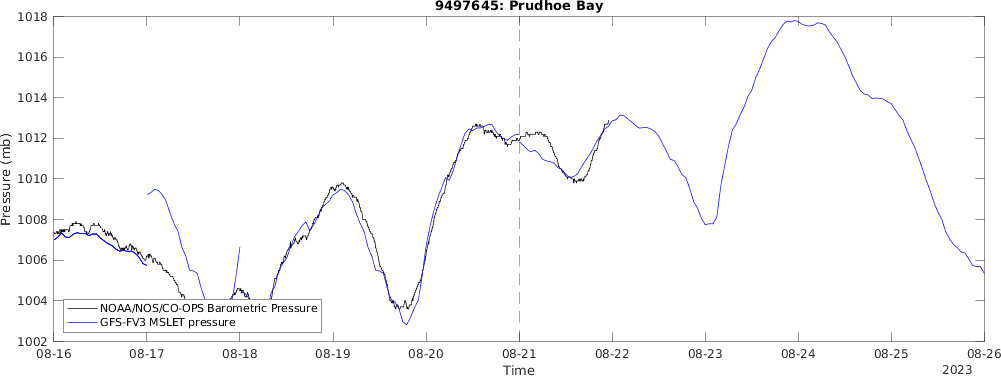 9497645: Prudhoe Bay
1018
1016
1014
1012
1010
1008
1006
1004
1002
Pressure (mb)
NOAA/NOS/CO-OPS Barometric Pressure
GFS-FV3 MSLET pressure
08-16 08-17 08-18 08-19 08-20 08-21 08-22 08-23 08-24 08-25 08-26
Time
2023